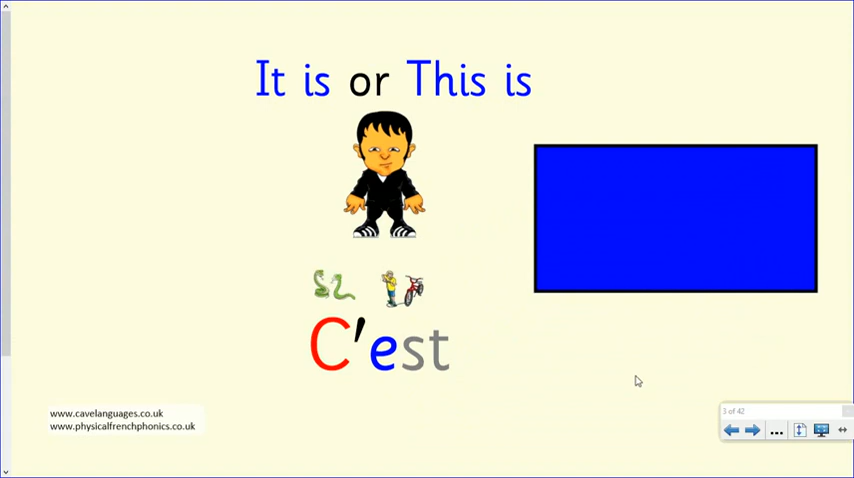 It is or This is
C'est
www.cavelanguages.co.uk
www.physicalfrenchphonics.co.uk
3 of 42
...